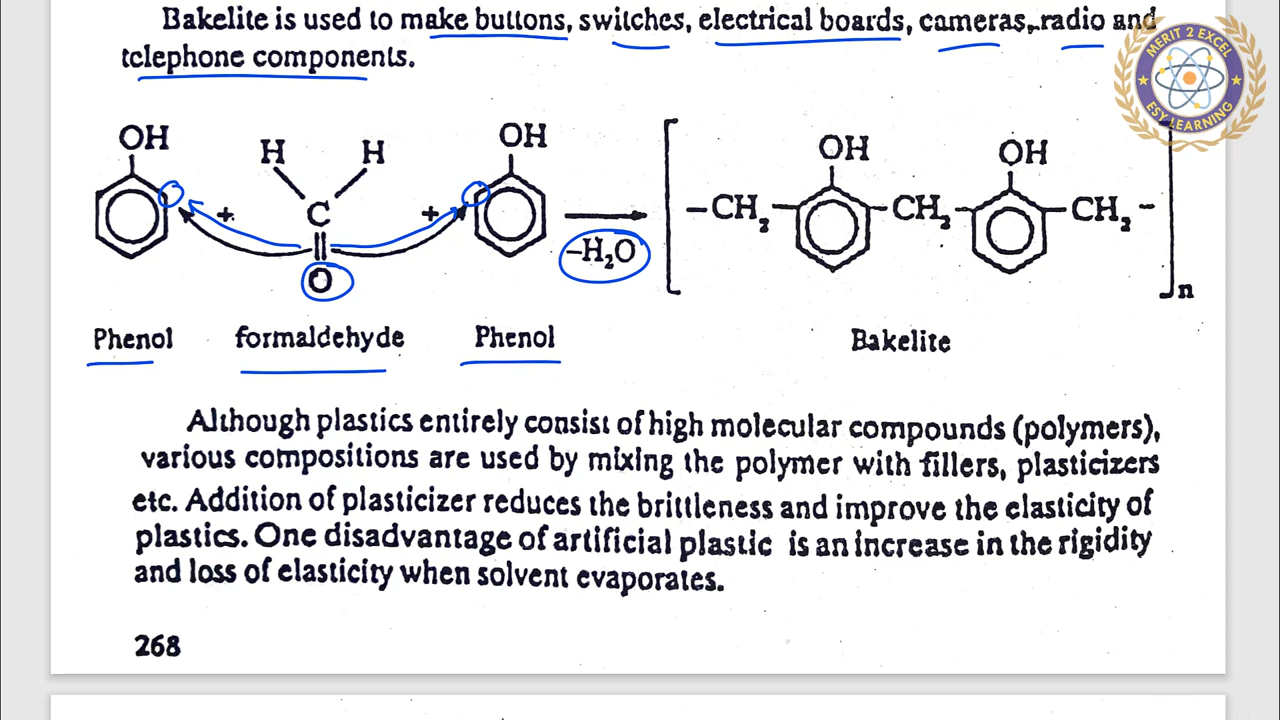 Bakelite is used to make buttons, switches, electrical boards, cameras, radio and
telephone components.
MERIT 2 EXCEL
ESY LEARNING
OH
H H
OH
OH
OH
C
+ +
O
–H₂O
–CH₂– –CH₂– –CH₂–
n
Phenol formaldehyde Phenol Bakelite
Although plastics entirely consist of high molecular compounds (polymers),
various compositions are used by mixing the polymer with fillers, plasticizers
etc. Addition of plasticizer reduces the brittleness and improve the elasticity of
plastics. One disadvantage of artificial plastic is an increase in the rigidity
and loss of elasticity when solvent evaporates.
268